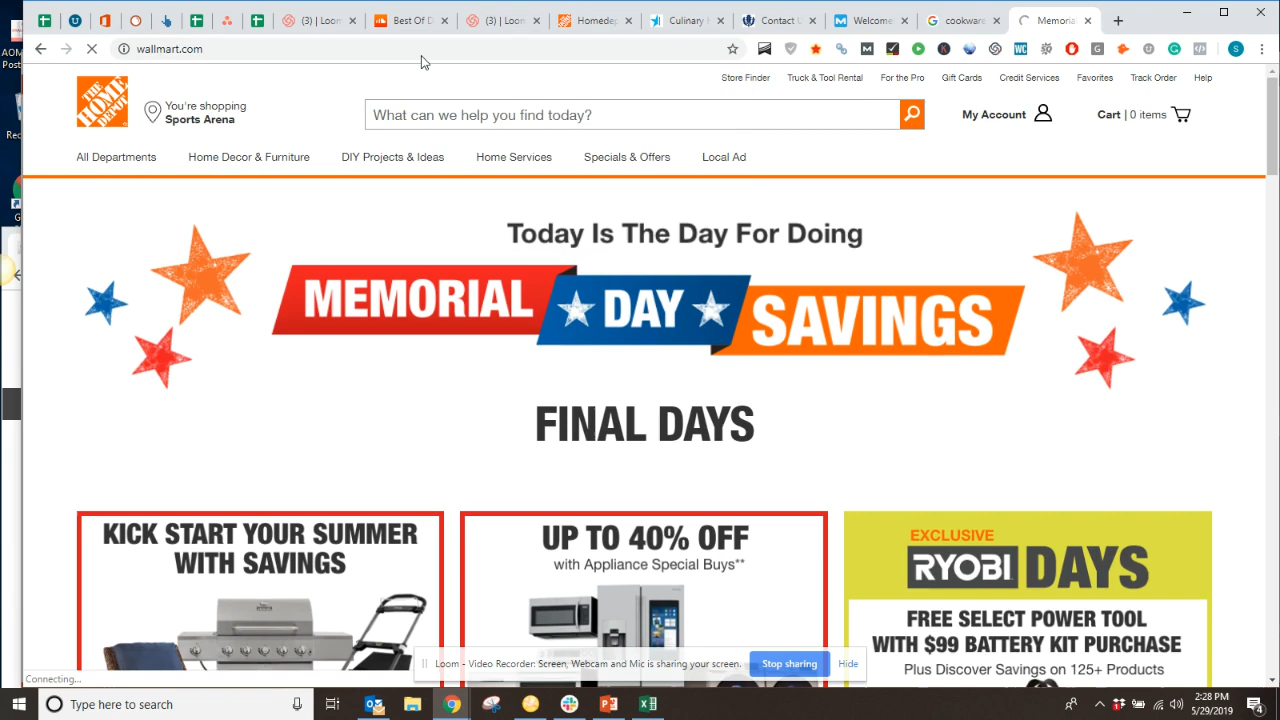 (3) | Loom
Best Of D
(3) | Loom
Homedep
Culinary
Contact U
Welcome
cookware
Memoria
wallmart.com
AOM
Post
Rec
G
Store Finder
Truck & Tool Rental
For the Pro
Gift Cards
Credit Services
Favorites
Track Order
Help
THE HOME DEPOT
You're shopping
Sports Arena
What can we help you find today?
My Account
Cart | 0 items
All Departments
Home Decor & Furniture
DIY Projects & Ideas
Home Services
Specials & Offers
Local Ad
Today Is The Day For Doing
MEMORIAL DAY SAVINGS
FINAL DAYS
KICK START YOUR SUMMER
WITH SAVINGS
UP TO 40% OFF
with Appliance Special Buys**
EXCLUSIVE
RYOBI DAYS
FREE SELECT POWER TOOL
WITH $99 BATTERY KIT PURCHASE
Plus Discover Savings on 125+ Products
Loom - Video Recorder: Screen, Webcam and Mic is sharing your screen.
Stop sharing
Hide
Connecting...
Type here to search
2:28 PM
5/29/2019
4